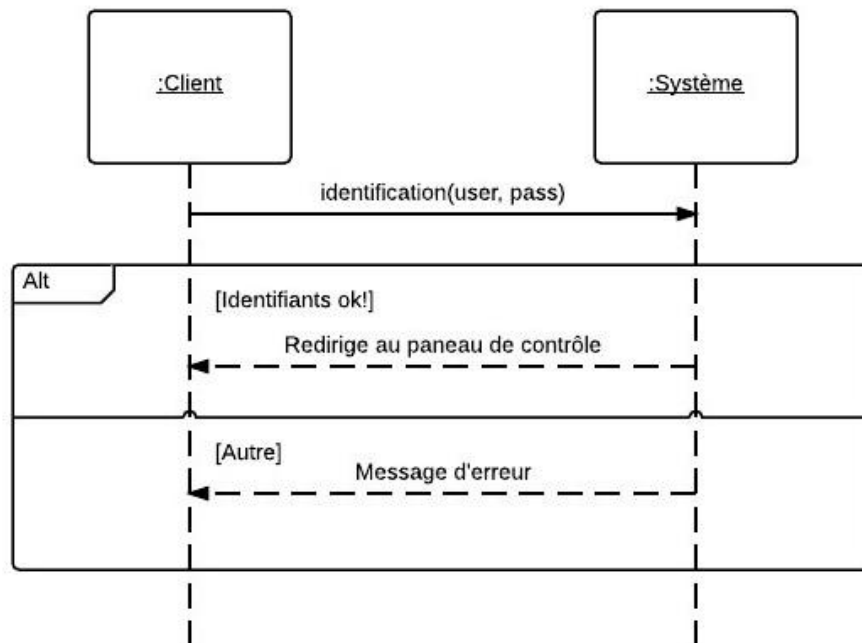 :Client
:Système
identification(user, pass)
Alt
[Identifiants ok!]
Redirige au paneau de contrôle
[Autre]
Message d'erreur